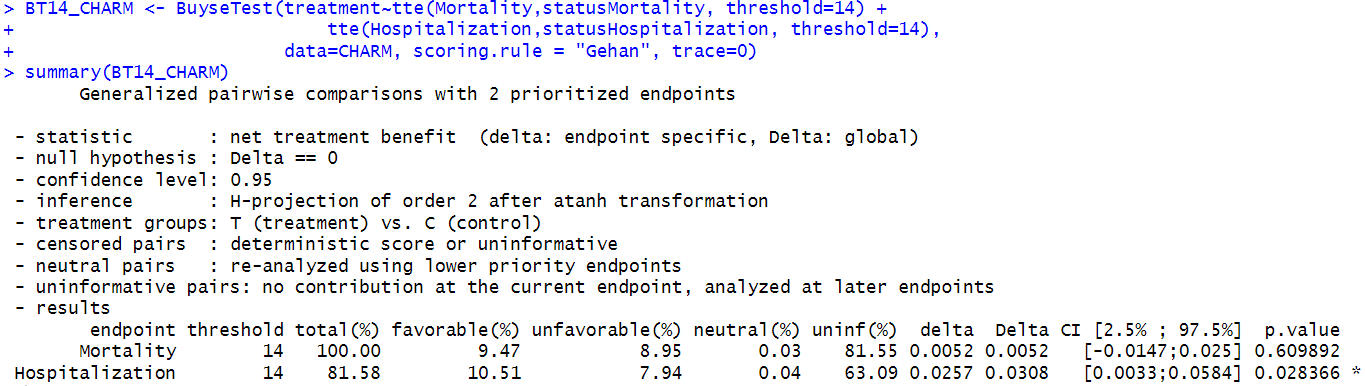 > BT14_CHARM <- BuyseTest(treatment~tte(Mortality,statusMortality, threshold=14) +
+                             tte(Hospitalization,statusHospitalization, threshold=14),
+                         data=CHARM, scoring.rule = "Gehan", trace=0)
> summary(BT14_CHARM)
       Generalized pairwise comparisons with 2 prioritized endpoints

 - statistic       : net treatment benefit  (delta: endpoint specific, Delta: global)
 - null hypothesis : Delta == 0
 - confidence level: 0.95
 - inference       : H-projection of order 2 after atanh transformation
 - treatment groups: T (treatment) vs. C (control)
 - censored pairs  : deterministic score or uninformative
 - neutral pairs   : re-analyzed using lower priority endpoints
 - uninformative pairs: no contribution at the current endpoint, analyzed at later endpoints
 - results
        endpoint threshold total(%) favorable(%) unfavorable(%) neutral(%) uninf(%)  delta  Delta CI [2.5% ; 97.5%]  p.value
       Mortality        14   100.00         9.47           8.95       0.03    81.55 0.0052 0.0052   [-0.0147;0.025] 0.609892
 Hospitalization        14    81.58        10.51           7.94       0.04    63.09 0.0257 0.0308   [0.0033;0.0584] 0.028366 *